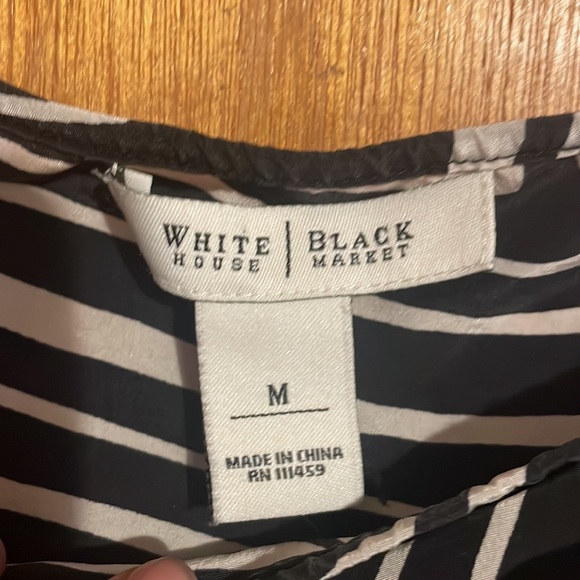 WHITE | BLACK
HOUSE | MARKET
M
MADE IN CHINA
RN 111459